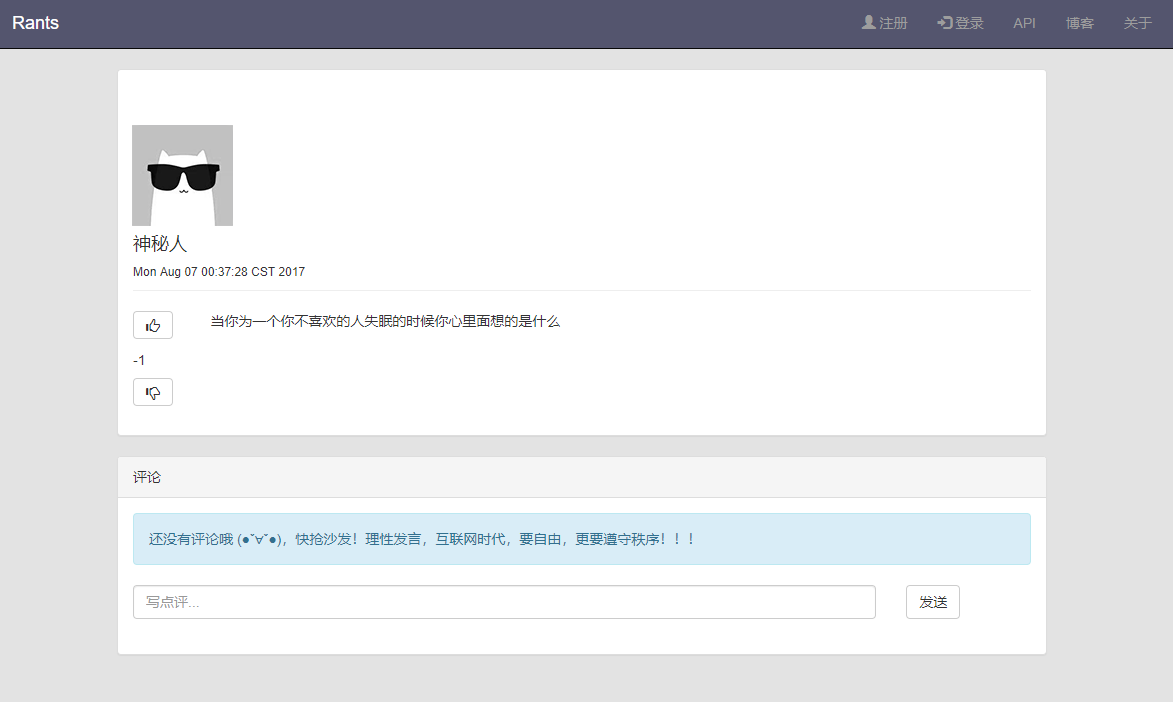 Rants
注册 登录 API 博客 关于
神秘人
Mon Aug 07 00:37:28 CST 2017
当你为一个你不喜欢的人失眠的时候你心里面想的是什么
-1
评论
还没有评论哦 (●ˇ∀ˇ●)，快抢沙发！理性发言，互联网时代，要自由，更要遵守秩序！！！
写点评...
发送